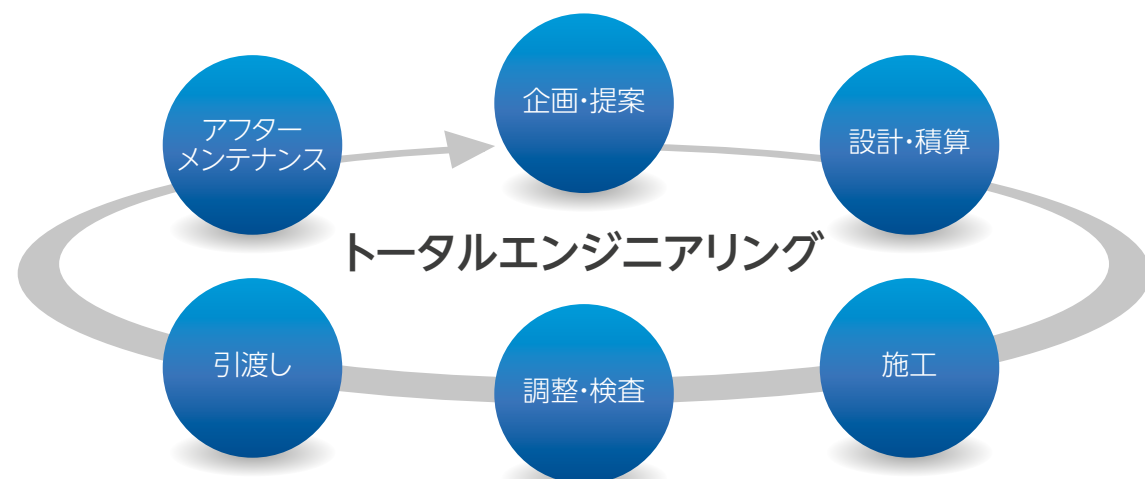 企画・提案
アフター
メンテナンス
設計・積算
トータルエンジニアリング
引渡し
調整・検査
施工